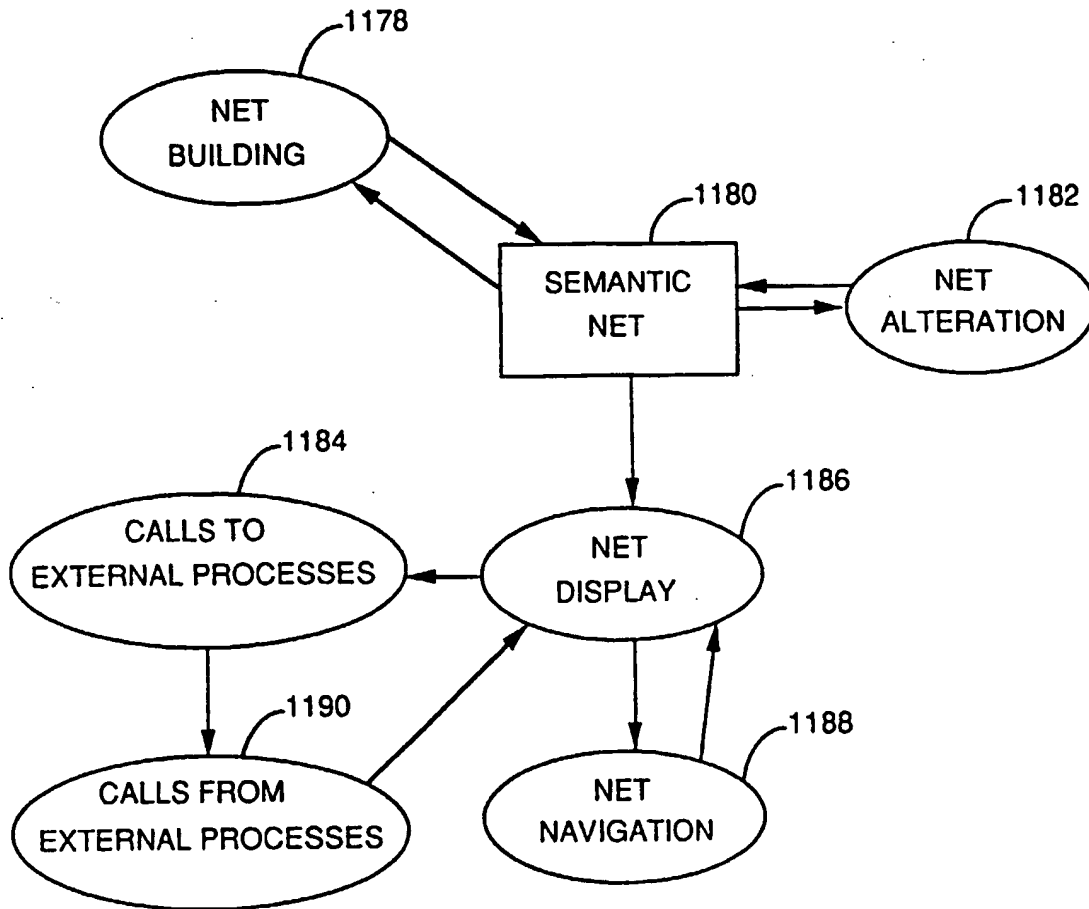 1178
NET
BUILDING
1180
SEMANTIC
NET
1182
NET
ALTERATION
1184
CALLS TO
EXTERNAL PROCESSES
1186
NET
DISPLAY
1190
CALLS FROM
EXTERNAL PROCESSES
1188
NET
NAVIGATION